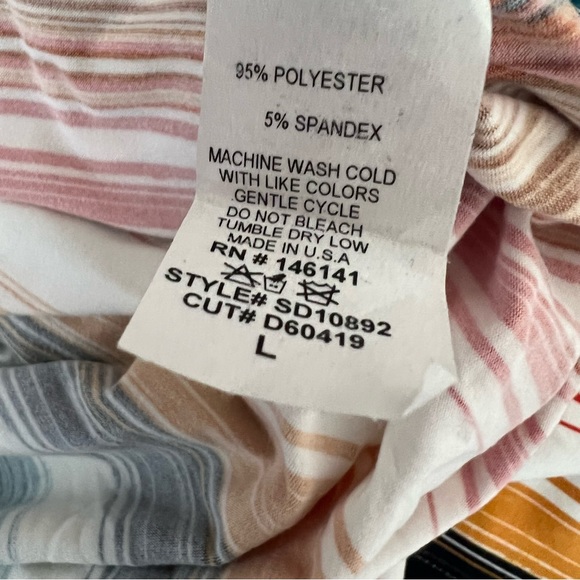 95% POLYESTER
5% SPANDEX
MACHINE WASH COLD
WITH LIKE COLORS
GENTLE CYCLE
DO NOT BLEACH
TUMBLE DRY LOW
MADE IN U.S.A
RN # 146141
STYLE# SD10892
CUT# D60419
L